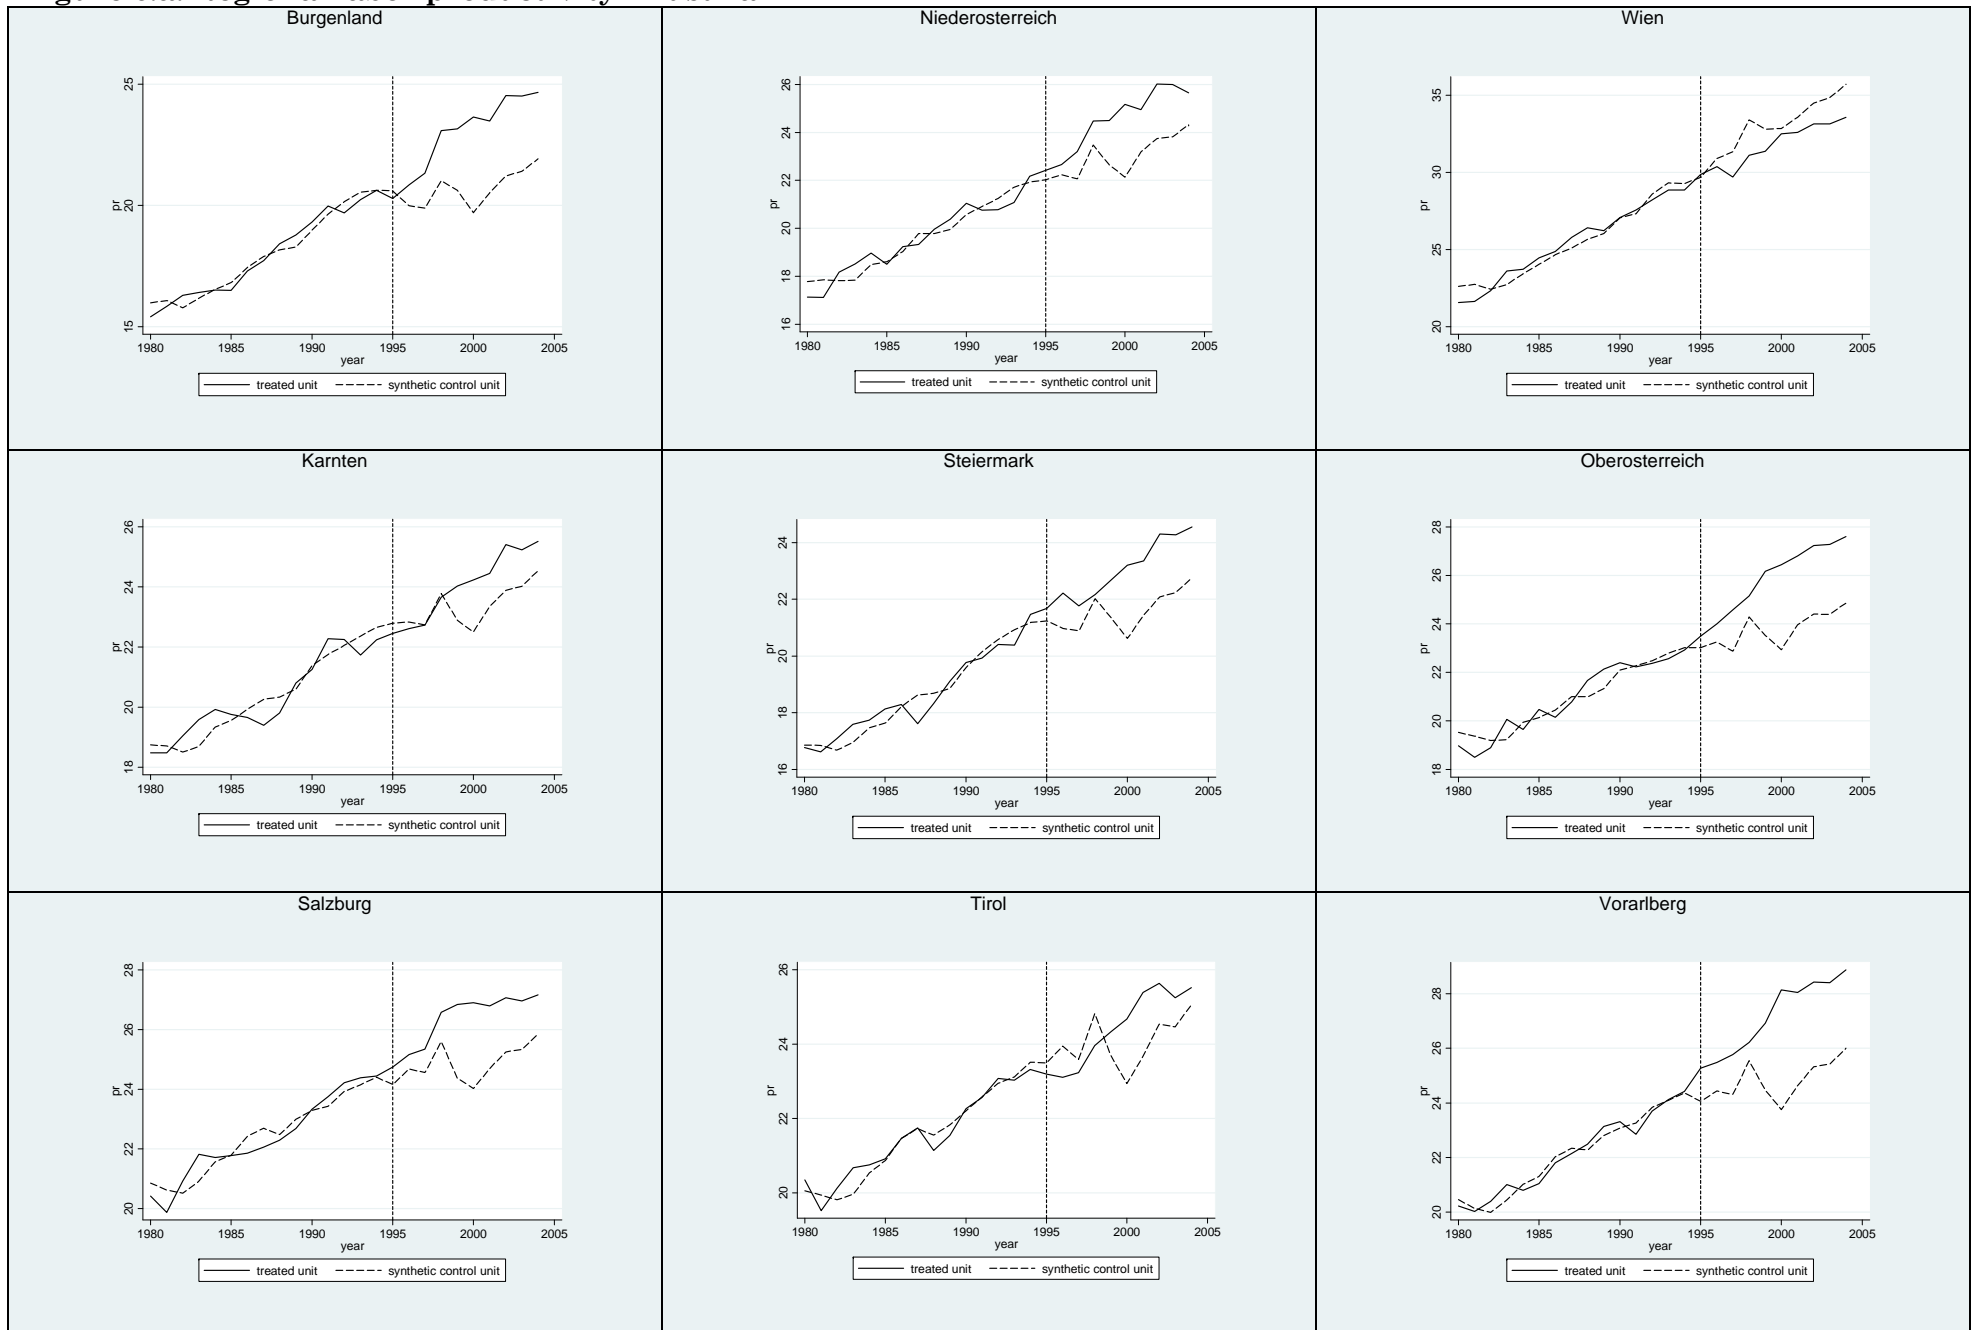 Regional labor productivity
Burgenland
25
20
15
pr
1980 1985 1990 1995 2000 2005
year
treated unit synthetic control unit
Niederosterreich
26
24
22
20
18
16
pr
1980 1985 1990 1995 2000 2005
year
treated unit synthetic control unit
Wien
35
30
25
20
pr
1980 1985 1990 1995 2000 2005
year
treated unit synthetic control unit
Karnten
26
24
22
20
18
pr
1980 1985 1990 1995 2000 2005
year
treated unit synthetic control unit
Steiermark
24
22
20
18
16
pr
1980 1985 1990 1995 2000 2005
year
treated unit synthetic control unit
Oberosterreich
28
26
24
22
20
18
pr
1980 1985 1990 1995 2000 2005
year
treated unit synthetic control unit
Salzburg
28
26
24
22
20
pr
1980 1985 1990 1995 2000 2005
year
treated unit synthetic control unit
Tirol
26
24
22
20
pr
1980 1985 1990 1995 2000 2005
year
treated unit synthetic control unit
Vorarlberg
28
26
24
22
20
pr
1980 1985 1990 1995 2000 2005
year
treated unit synthetic control unit